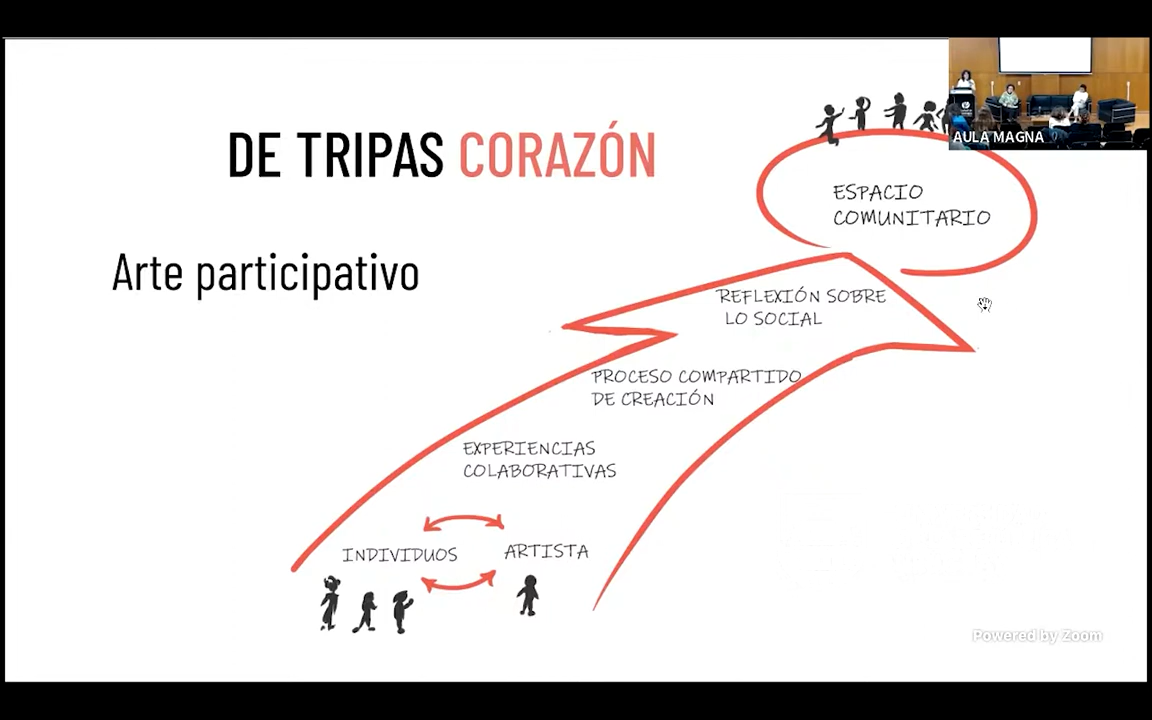 DE TRIPAS CORAZÓN
AULA MAGNA
ESPACIO
COMUNITARIO
Arte participativo
REFLEXIÓN SOBRE
LO SOCIAL
PROCESO COMPARTIDO
DE CREACIÓN
EXPERIENCIAS
COLABORATIVAS
INDIVIDUOS
ARTISTA
Powered by Zoom